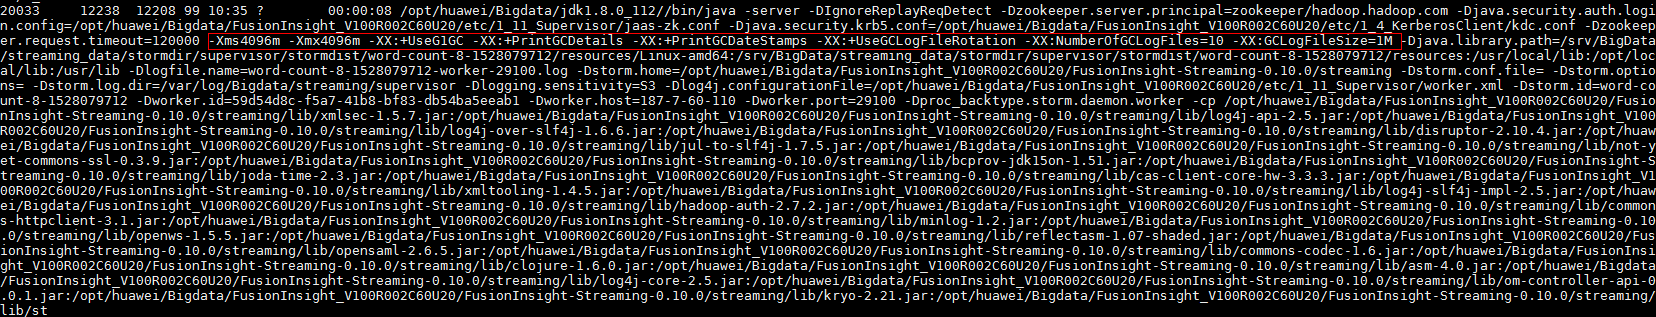 20033     12238  12208 99 10:35 ?        00:00:08 /opt/huawei/Bigdata/jdk1.8.0_112//bin/java -server -DIgnoreReplayReqDetect -Dzookeeper.server.principal=zookeeper/hadoop.hadoop.com -Djava.security.auth.logi
n.config=/opt/huawei/Bigdata/FusionInsight_V100R002C60U20/etc/1_11_Supervisor/jaas-zk.conf -Djava.security.krb5.conf=/opt/huawei/Bigdata/FusionInsight_V100R002C60U20/etc/1_4_KerberosClient/kdc.conf -Dzookeep
er.request.timeout=120000 -Xms4096m -Xmx4096m -XX:+UseG1GC -XX:+PrintGCDetails -XX:+PrintGCDateStamps -XX:+UseGCLogFileRotation -XX:NumberOfGCLogFiles=10 -XX:GCLogFileSize=1M -Djava.library.path=/srv/BigData
/streaming_data/stormdir/supervisor/stormdist/word-count-8-1528079712/resources/Linux-amd64:/srv/BigData/streaming_data/stormdir/supervisor/stormdist/word-count-8-1528079712/resources:/usr/local/lib:/opt/loc
al/lib:/usr/lib -Dlogfile.name=word-count-8-1528079712-worker-29100.log -Dstorm.home=/opt/huawei/Bigdata/FusionInsight_V100R002C60U20/FusionInsight-Streaming-0.10.0/streaming -Dstorm.conf.file= -Dstorm.optio
ns= -Dstorm.log.dir=/var/log/Bigdata/streaming/supervisor -Dlogging.sensitivity=S3 -Dlog4j.configurationFile=/opt/huawei/Bigdata/FusionInsight_V100R002C60U20/etc/1_11_Supervisor/worker.xml -Dstorm.id=word-co
unt-8-1528079712 -Dworker.id=59d54d8c-f5a7-41b8-bf83-db54ba5eeab1 -Dworker.host=187-7-60-110 -Dworker.port=29100 -Dproc_backtype.storm.daemon.worker -cp /opt/huawei/Bigdata/FusionInsight_V100R002C60U20/Fusio
nInsight-Streaming-0.10.0/streaming/lib/xmlsec-1.5.7.jar:/opt/huawei/Bigdata/FusionInsight_V100R002C60U20/FusionInsight-Streaming-0.10.0/streaming/lib/log4j-api-2.5.jar:/opt/huawei/Bigdata/FusionInsight_V100
R002C60U20/FusionInsight-Streaming-0.10.0/streaming/lib/log4j-over-slf4j-1.6.6.jar:/opt/huawei/Bigdata/FusionInsight_V100R002C60U20/FusionInsight-Streaming-0.10.0/streaming/lib/disruptor-2.10.4.jar:/opt/huaw
ei/Bigdata/FusionInsight_V100R002C60U20/FusionInsight-Streaming-0.10.0/streaming/lib/jul-to-slf4j-1.7.5.jar:/opt/huawei/Bigdata/FusionInsight_V100R002C60U20/FusionInsight-Streaming-0.10.0/streaming/lib/not-y
et-commons-ssl-0.3.9.jar:/opt/huawei/Bigdata/FusionInsight_V100R002C60U20/FusionInsight-Streaming-0.10.0/streaming/lib/bcprov-jdk15on-1.51.jar:/opt/huawei/Bigdata/FusionInsight_V100R002C60U20/FusionInsight-S
treaming-0.10.0/streaming/lib/joda-time-2.3.jar:/opt/huawei/Bigdata/FusionInsight_V100R002C60U20/FusionInsight-Streaming-0.10.0/streaming/lib/cas-client-core-hw-3.3.3.jar:/opt/huawei/Bigdata/FusionInsight_V1
00R002C60U20/FusionInsight-Streaming-0.10.0/streaming/lib/xmltooling-1.4.5.jar:/opt/huawei/Bigdata/FusionInsight_V100R002C60U20/FusionInsight-Streaming-0.10.0/streaming/lib/log4j-slf4j-impl-2.5.jar:/opt/huaw
ei/Bigdata/FusionInsight_V100R002C60U20/FusionInsight-Streaming-0.10.0/streaming/lib/hadoop-auth-2.7.2.jar:/opt/huawei/Bigdata/FusionInsight_V100R002C60U20/FusionInsight-Streaming-0.10.0/streaming/lib/common
s-httpclient-3.1.jar:/opt/huawei/Bigdata/FusionInsight_V100R002C60U20/FusionInsight-Streaming-0.10.0/streaming/lib/minlog-1.2.jar:/opt/huawei/Bigdata/FusionInsight_V100R002C60U20/FusionInsight-Streaming-0.10
.0/streaming/lib/openws-1.5.5.jar:/opt/huawei/Bigdata/FusionInsight_V100R002C60U20/FusionInsight-Streaming-0.10.0/streaming/lib/reflectasm-1.07-shaded.jar:/opt/huawei/Bigdata/FusionInsight_V100R002C60U20/Fus
ionInsight-Streaming-0.10.0/streaming/lib/opensaml-2.6.5.jar:/opt/huawei/Bigdata/FusionInsight_V100R002C60U20/FusionInsight-Streaming-0.10.0/streaming/lib/commons-codec-1.6.jar:/opt/huawei/Bigdata/FusionInsi
ght_V100R002C60U20/FusionInsight-Streaming-0.10.0/streaming/lib/clojure-1.6.0.jar:/opt/huawei/Bigdata/FusionInsight_V100R002C60U20/FusionInsight-Streaming-0.10.0/streaming/lib/asm-4.0.jar:/opt/huawei/Bigdata
/FusionInsight_V100R002C60U20/FusionInsight-Streaming-0.10.0/streaming/lib/log4j-core-2.5.jar:/opt/huawei/Bigdata/FusionInsight_V100R002C60U20/FusionInsight-Streaming-0.10.0/streaming/lib/om-controller-api-0
.0.1.jar:/opt/huawei/Bigdata/FusionInsight_V100R002C60U20/FusionInsight-Streaming-0.10.0/streaming/lib/kryo-2.21.jar:/opt/huawei/Bigdata/FusionInsight_V100R002C60U20/FusionInsight-Streaming-0.10.0/streaming/
lib/st